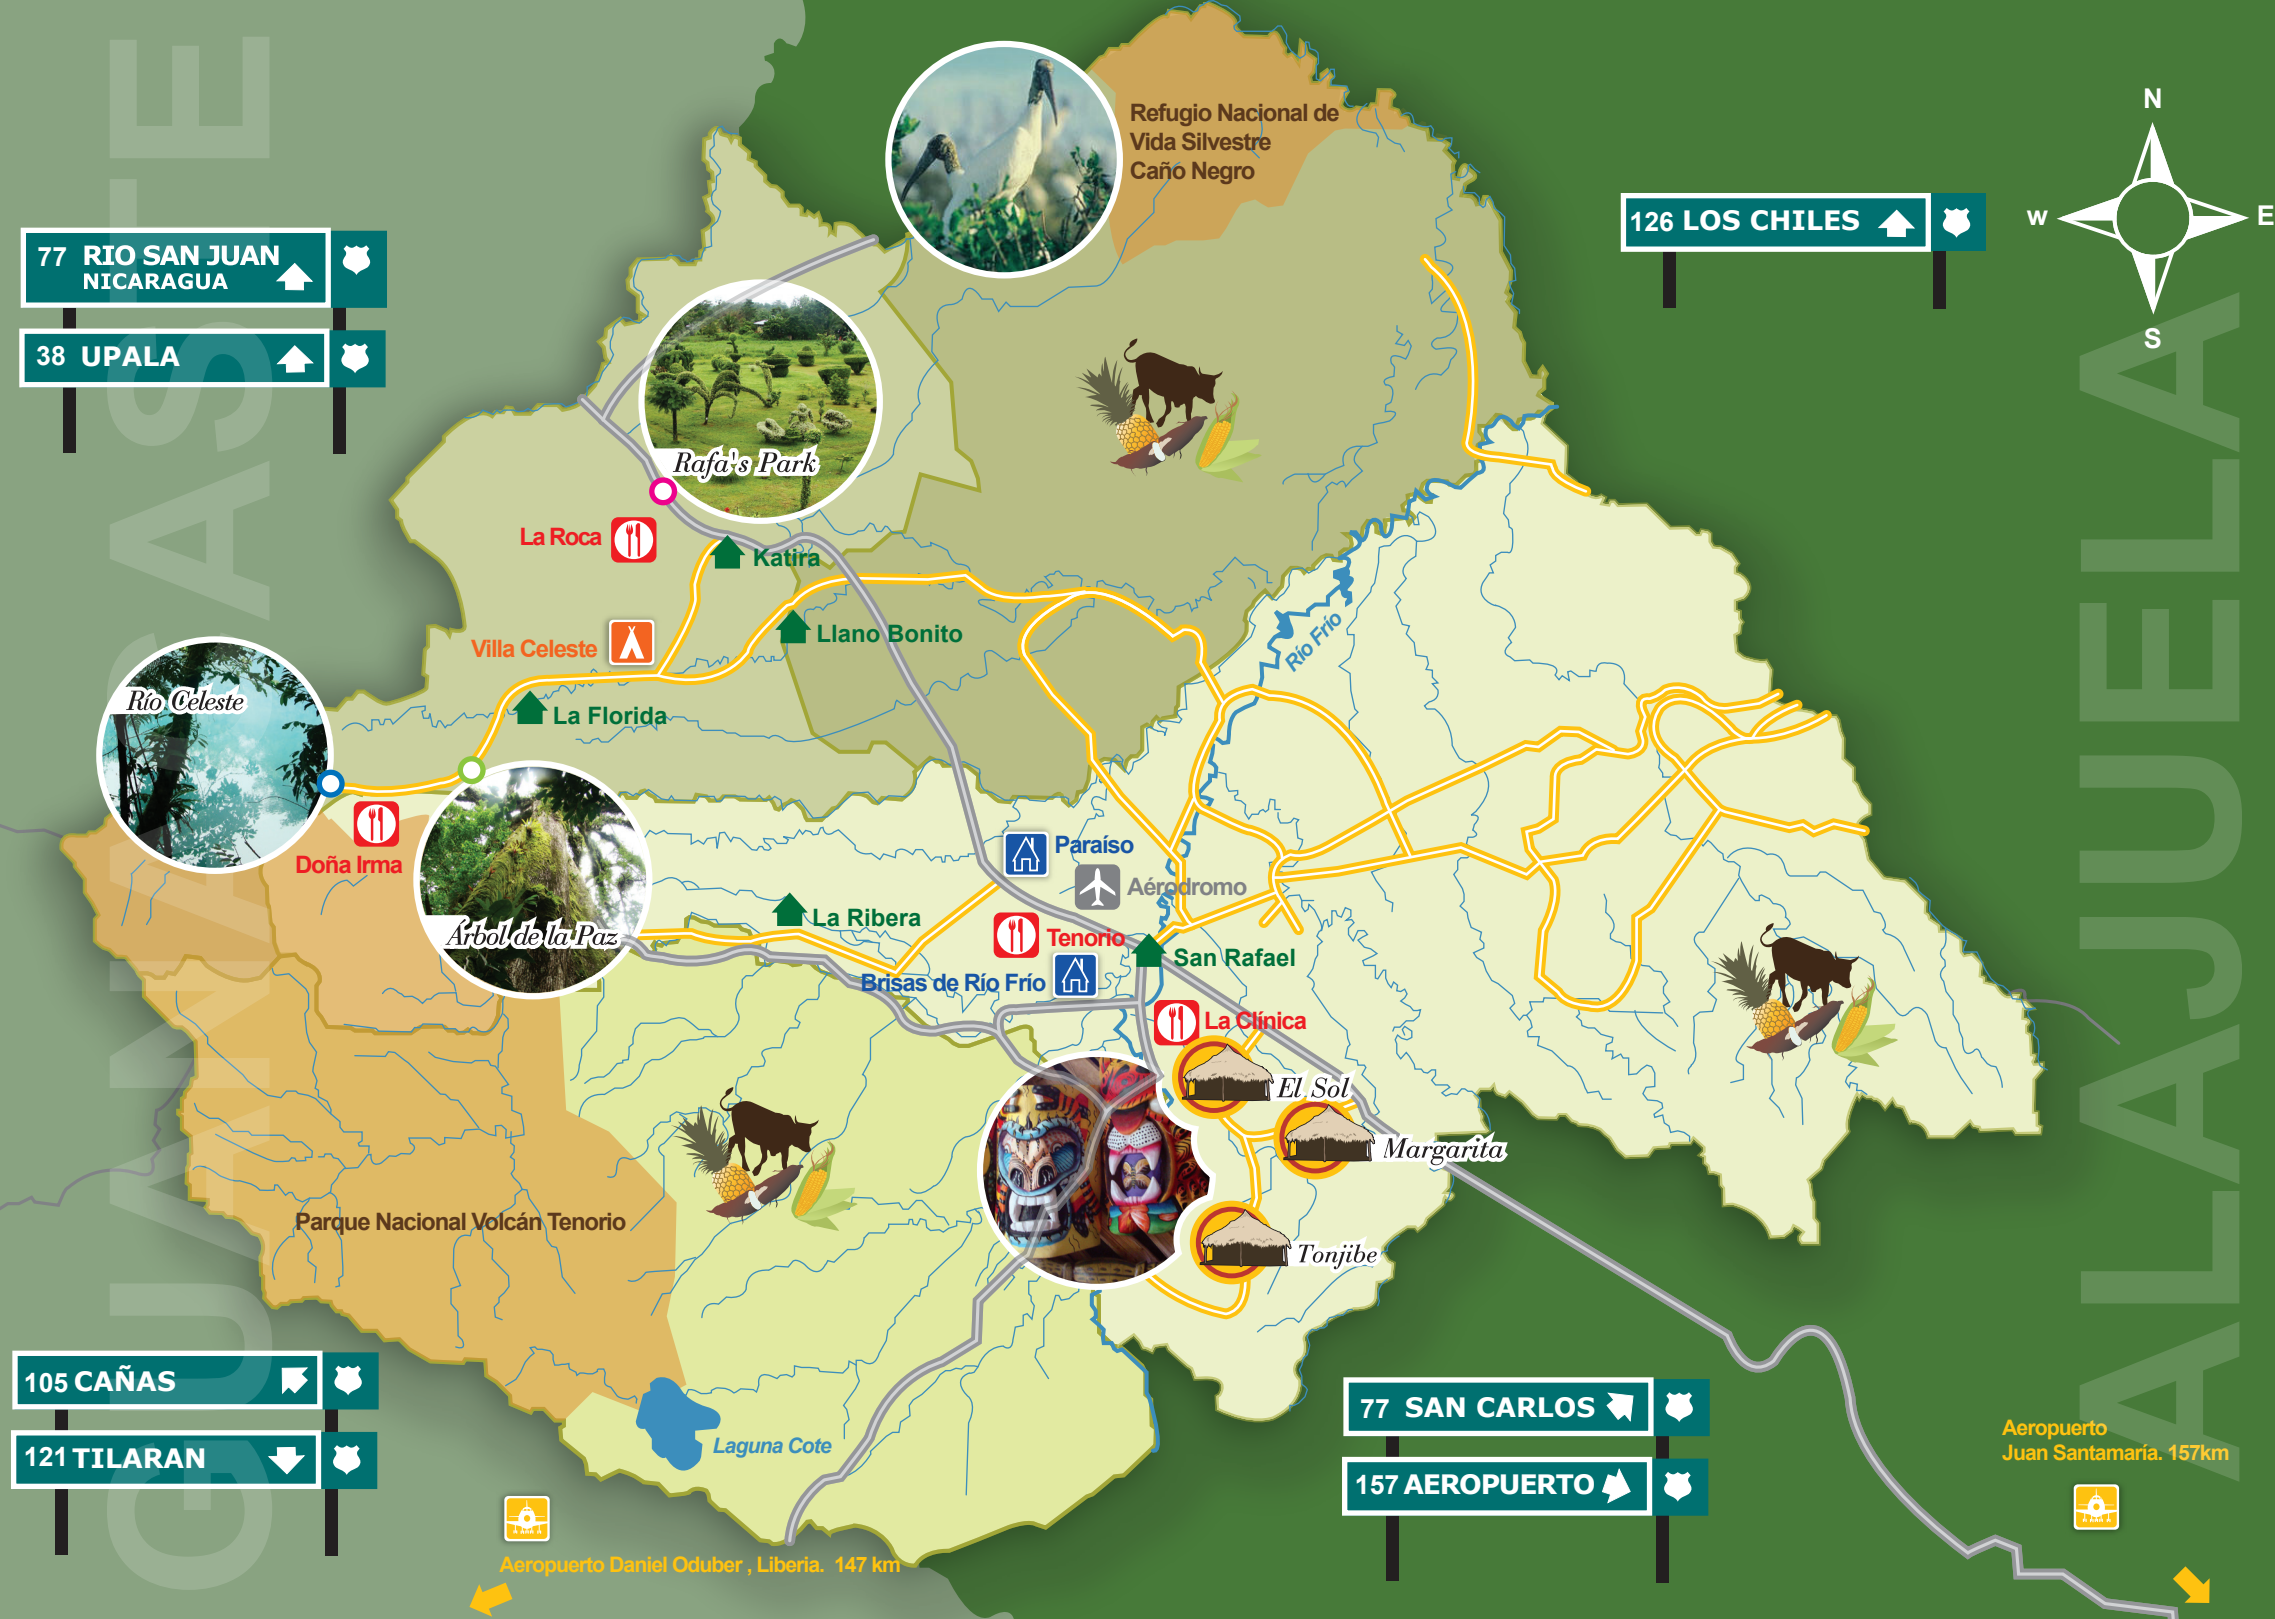 GUANACASTE
ALAJUELA
Refugio Nacional de
Vida Silvestre
Caño Negro
N
W
E
S
77 RIO SAN JUAN
NICARAGUA
38 UPALA
126 LOS CHILES
Rafa's Park
La Roca
Katira
Villa Celeste
Llano Bonito
Río Frío
Río Celeste
La Florida
Doña Irma
Árbol de la Paz
Paraíso
Aérodromo
La Ribera
Tenorio
San Rafael
Brisas de Río Frío
La Clínica
El Sol
Margarita
Tonjibe
Parque Nacional Volcán Tenorio
105 CAÑAS
121 TILARAN
Laguna Cote
77 SAN CARLOS
157 AEROPUERTO
Aeropuerto
Juan Santamaría. 157km
Aeropuerto Daniel Oduber , Liberia. 147 km